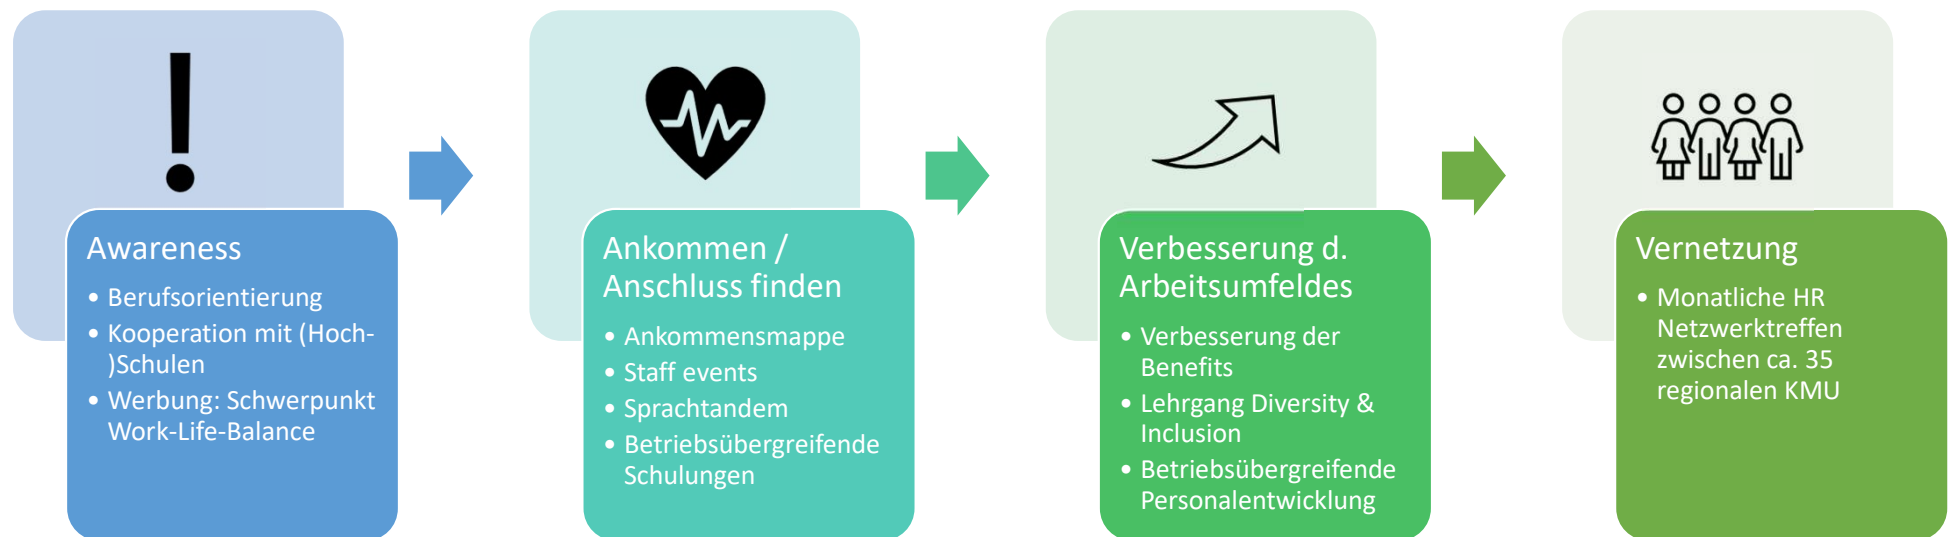 Awareness
• Berufsorientierung
• Kooperation mit (Hoch-
)Schulen
• Werbung: Schwerpunkt
Work-Life-Balance
Ankommen /
Anschluss finden
• Ankommensmappe
• Staff events
• Sprachtandem
• Betriebsübergreifende
Schulungen
Verbesserung d.
Arbeitsumfeldes
• Verbesserung der
Benefits
• Lehrgang Diversity &
Inclusion
• Betriebsübergreifende
Personalentwicklung
Vernetzung
• Monatliche HR
Netzwerktreffen
zwischen ca. 35
regionalen KMU